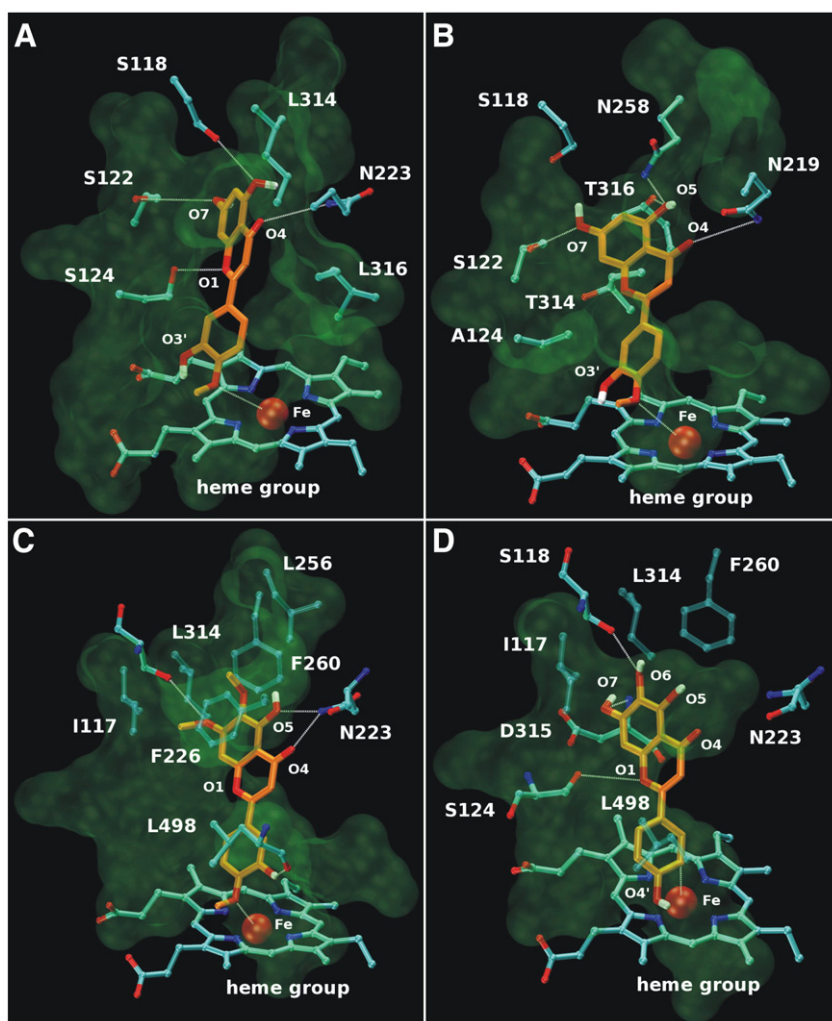 A
S118
L314
S122
N223
O7
O4
S124
O1
L316
O3'
Fe
heme group
B
S118
N258
N219
T316
O5
O4
S122
O7
T314
A124
O3'
Fe
heme group
C
L256
L314
F260
I117
O5
N223
F226
O4
O1
L498
Fe
heme group
D
S118
L314
F260
I117
O6
O7
O5
N223
D315
O4
O1
S124
L498
O4'
Fe
heme group